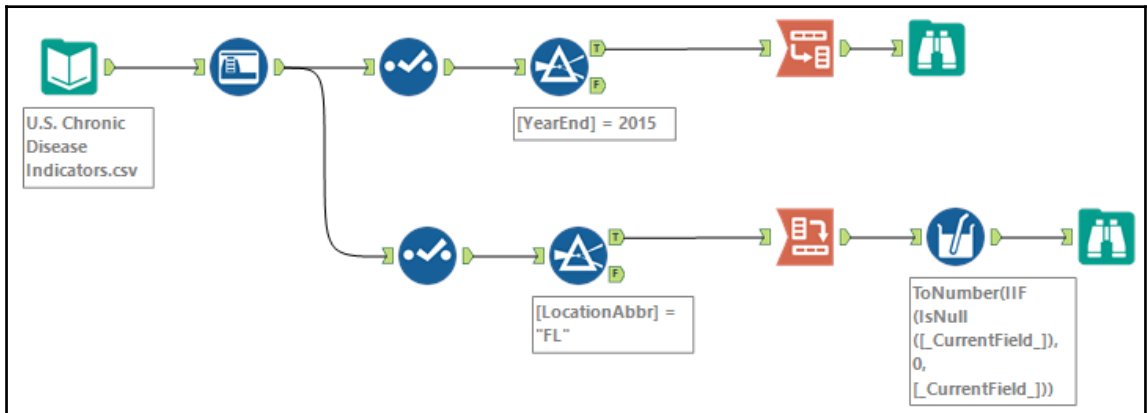 T
F
U.S. Chronic
Disease
Indicators.csv
[YearEnd] = 2015
T
F
[LocationAbbr] =
"FL"
ToNumber(IIF
(IsNull
([_CurrentField_]),
0,
[_CurrentField_]))